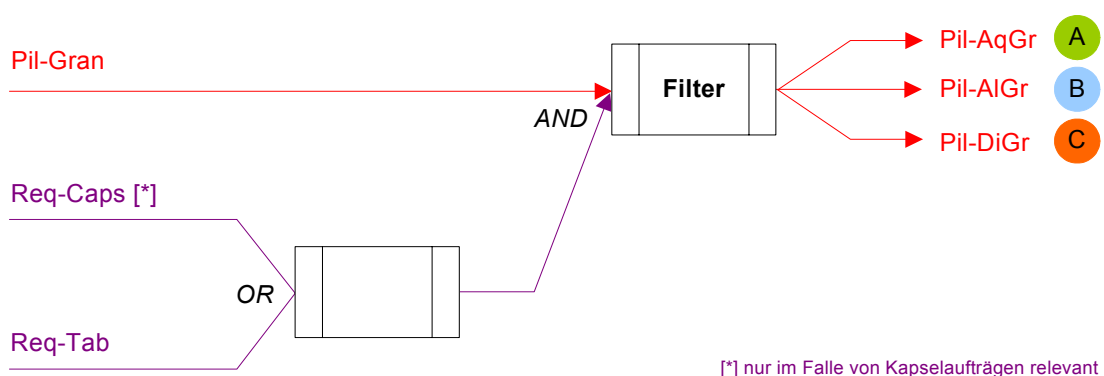 Pil-Gran
AND
Filter
Pil-AqGr A
Pil-AlGr B
Pil-DiGr C
Req-Caps [*]
OR
Req-Tab
[*] nur im Falle von Kapselaufträgen relevant